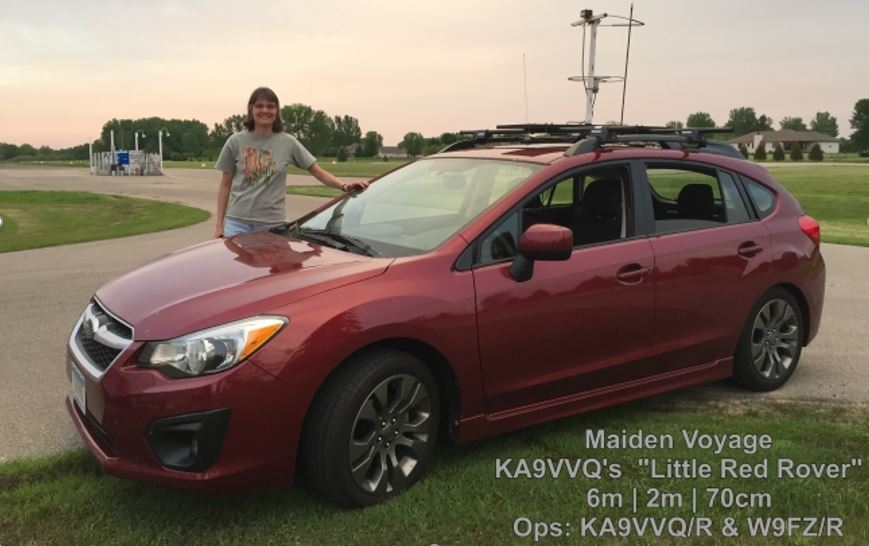 Maiden Voyage
KA9VVQ's "Little Red Rover"
6m | 2m | 70cm
Ops: KA9VVQ/R & W9FZ/R